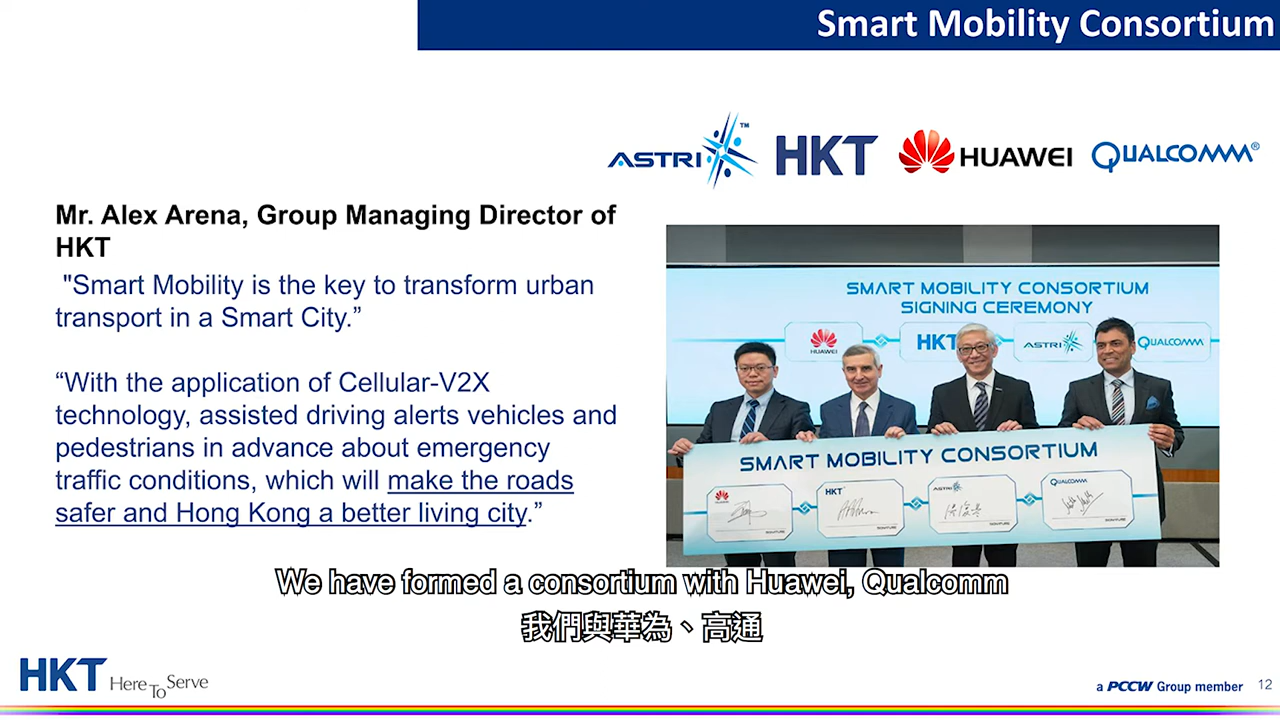 Smart Mobility Consortium
ASTRI™ HKT HUAWEI QUALCOMM®
Mr. Alex Arena, Group Managing Director of
HKT
"Smart Mobility is the key to transform urban
transport in a Smart City.”
“With the application of Cellular-V2X
technology, assisted driving alerts vehicles and
pedestrians in advance about emergency
traffic conditions, which will make the roads
safer and Hong Kong a better living city.”
SMART MOBILITY CONSORTIUM
SIGNING CEREMONY
HUAWEI HKT ASTRI QUALCOMM
SMART MOBILITY CONSORTIUM
HUAWEI HKT ASTRI QUALCOMM
SIGNATURE SIGNATURE SIGNATURE SIGNATURE
We have formed a consortium with Huawei, Qualcomm
我們與華為、高通
HKT Here To Serve
a PCCW Group member 12